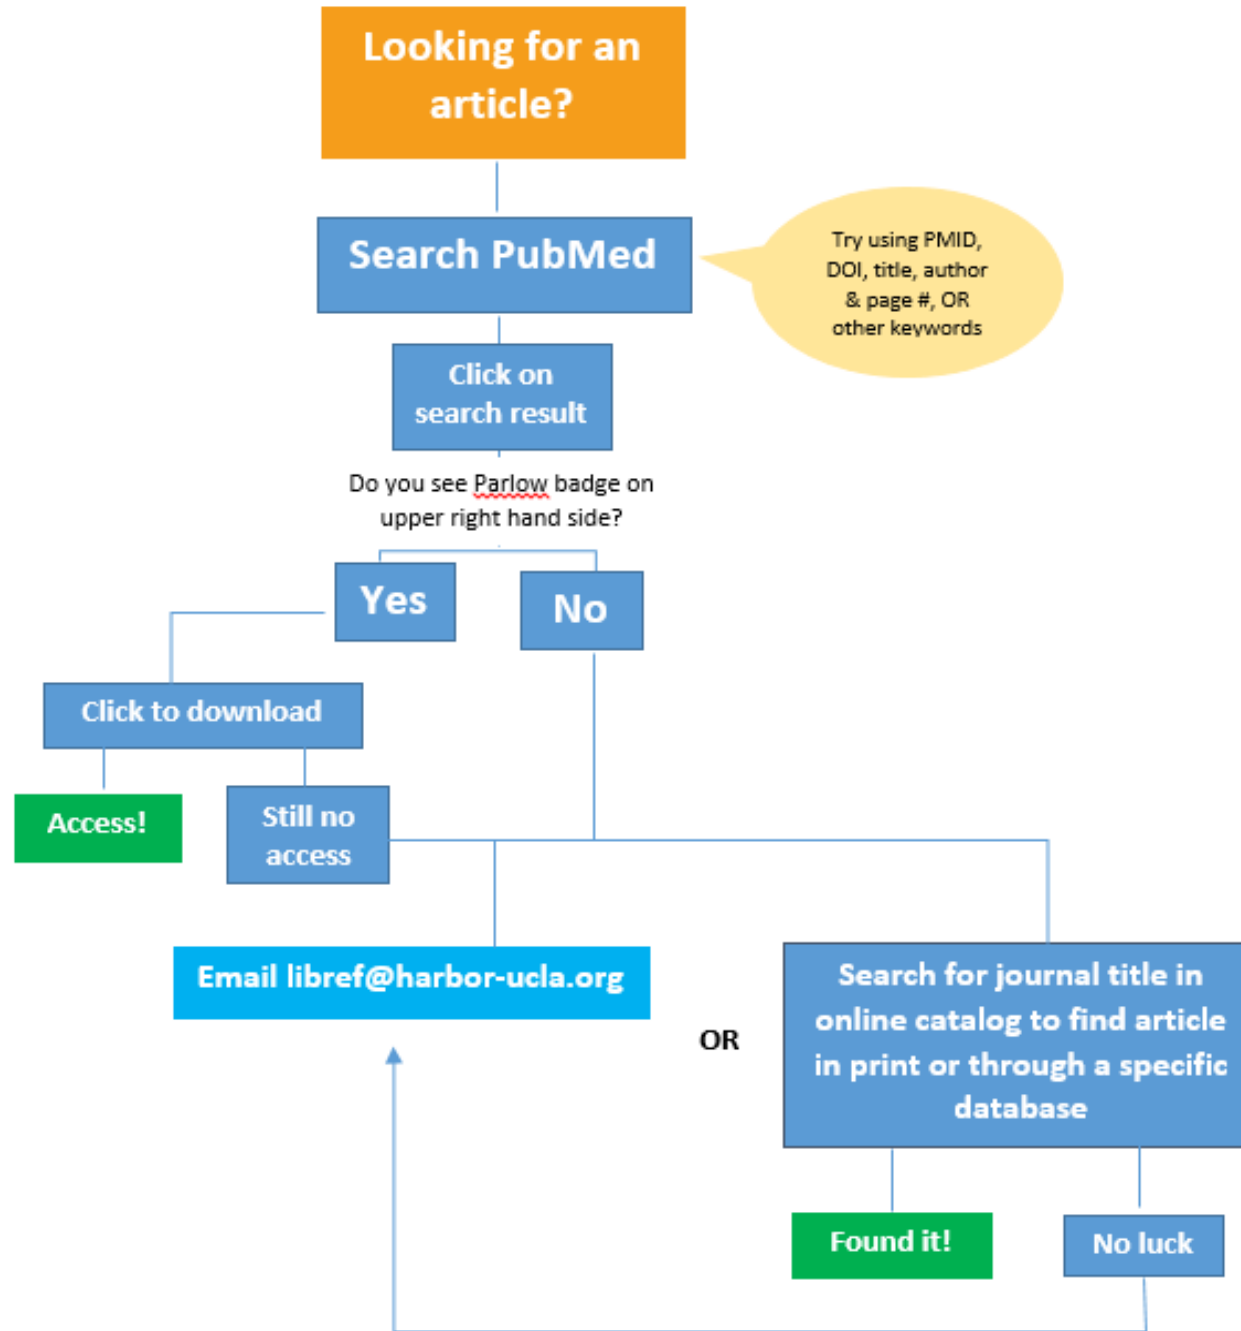 Looking for an
article?
Search PubMed
Try using PMID,
DOI, title, author
& page #, OR
other keywords
Click on
search result
Do you see Parlow badge on
upper right hand side?
Yes
No
Click to download
Access!
Still no
access
Email libref@harbor-ucla.org
OR
Search for journal title in
online catalog to find article
in print or through a specific
database
Found it!
No luck